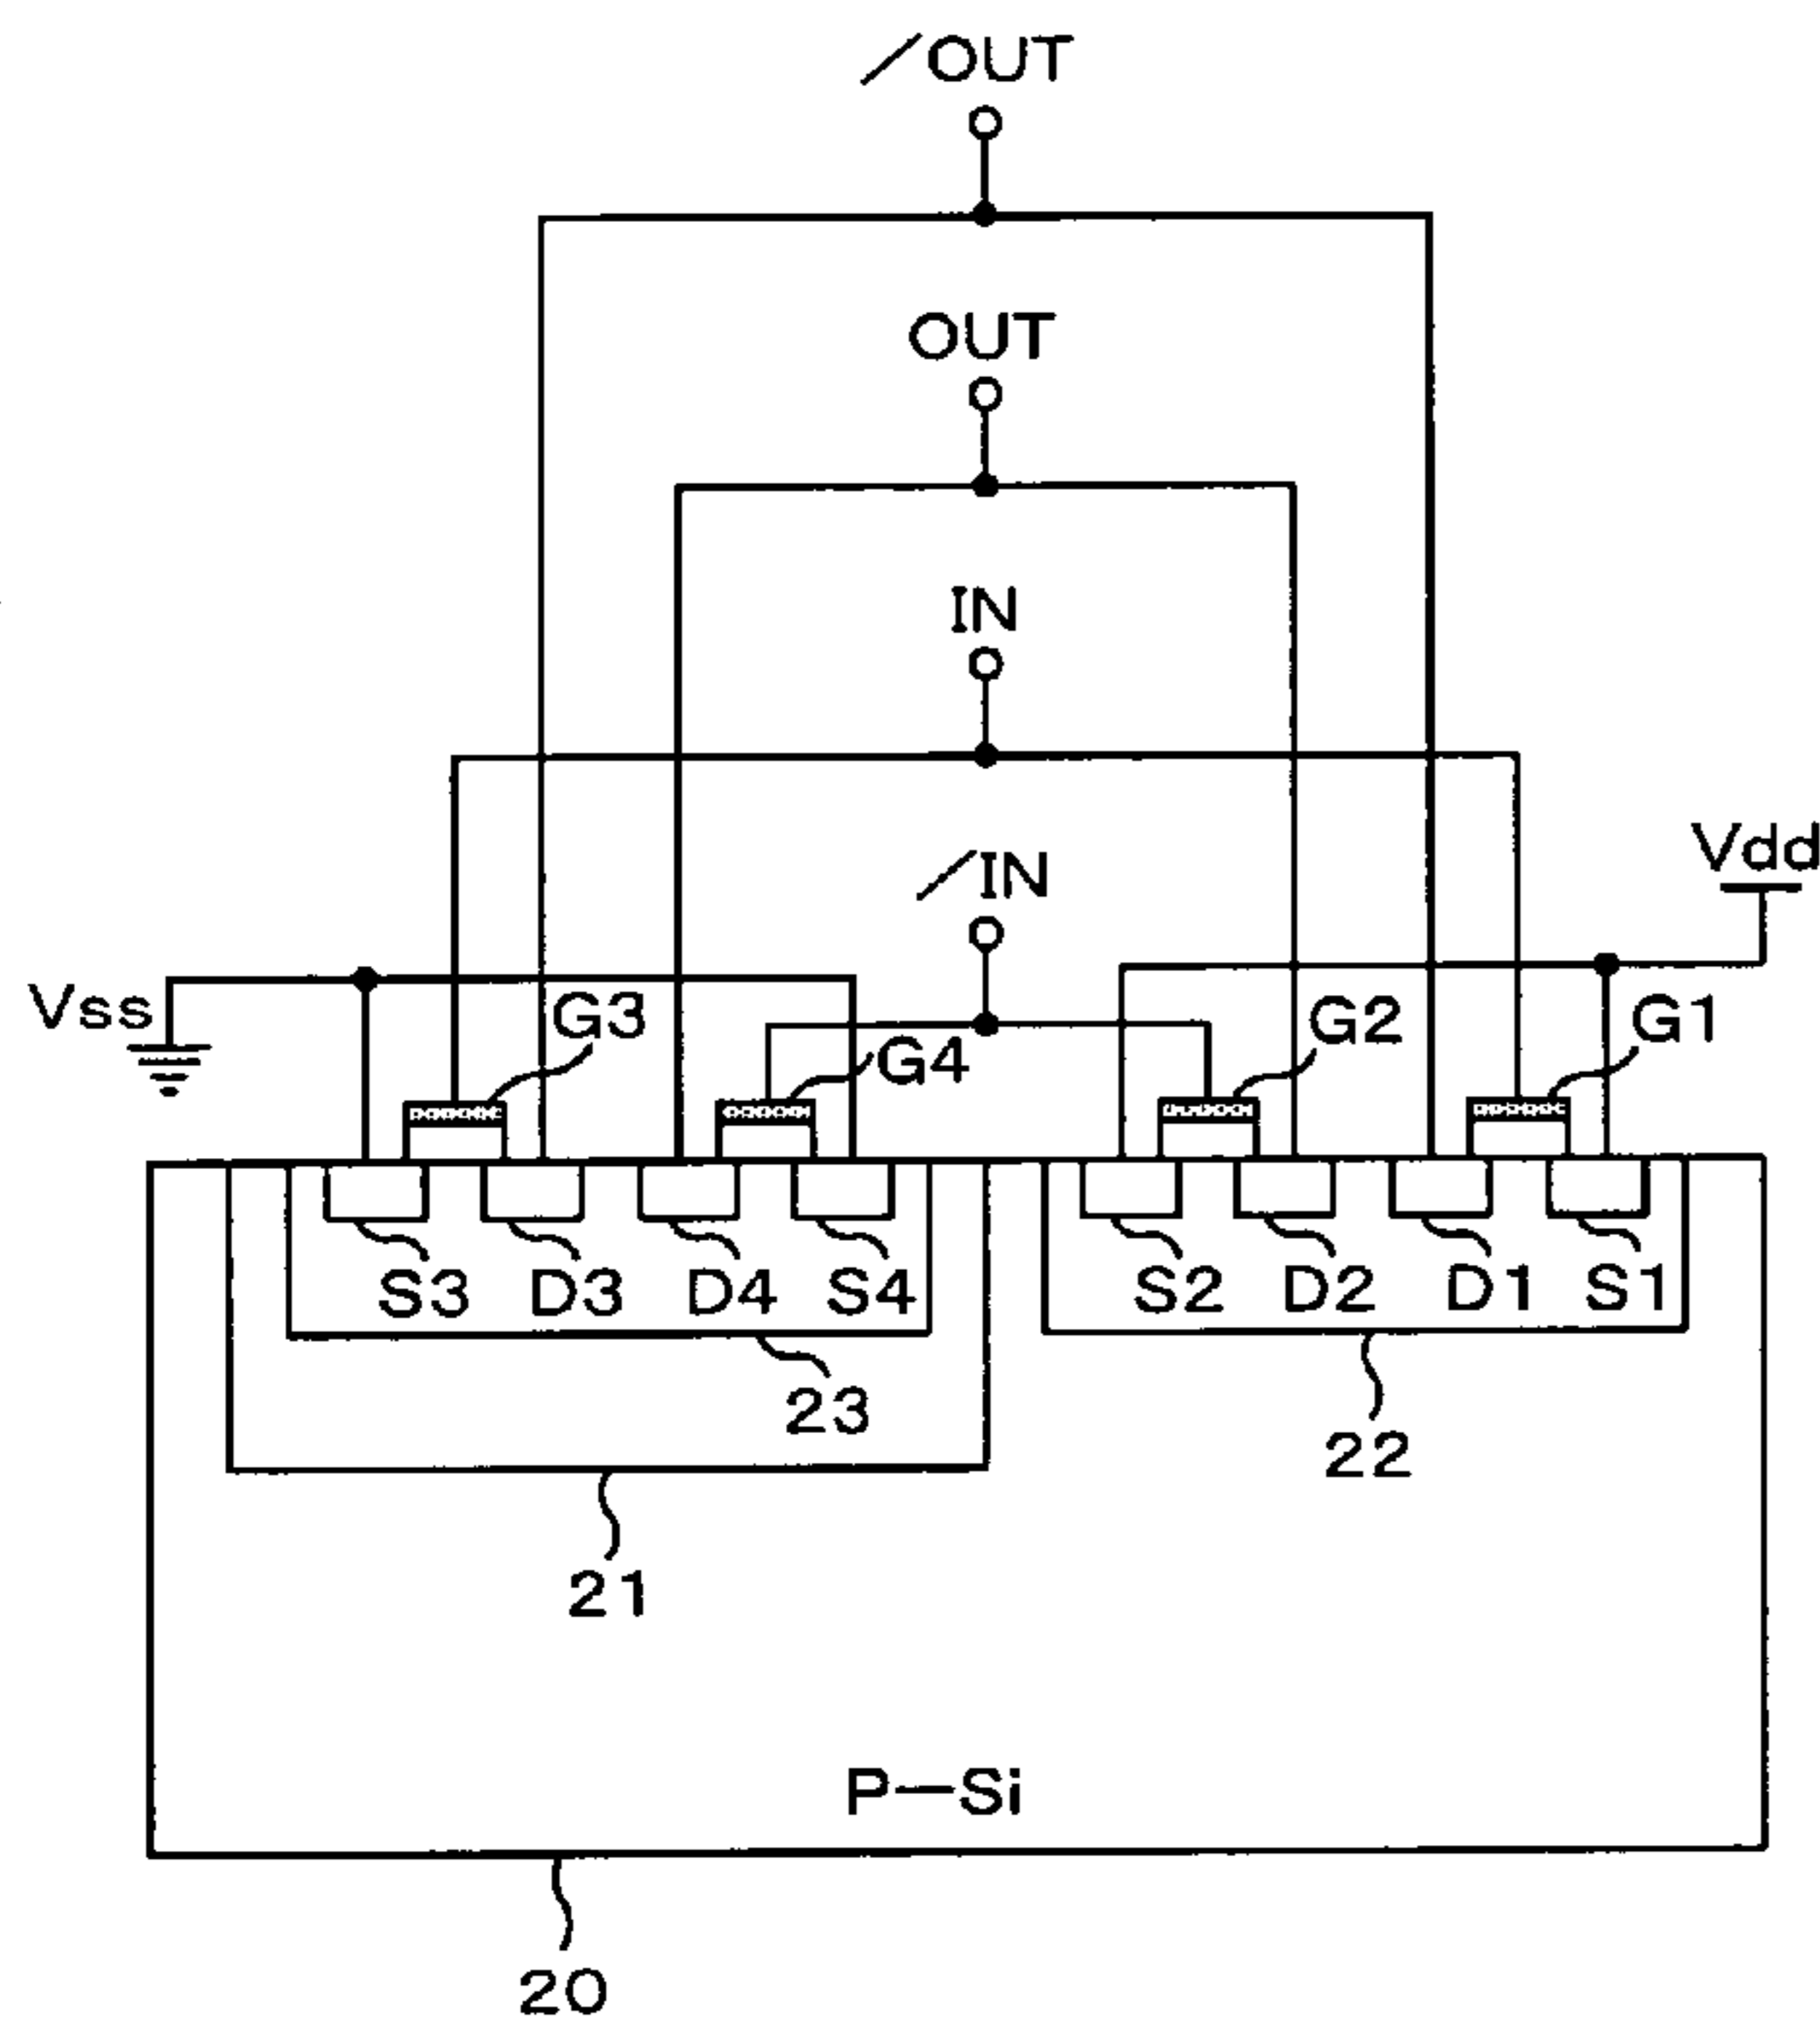 /OUT
OUT
IN
/IN
Vdd
Vss
G3
G4
G2
G1
S3
D3
D4
S4
S2
D2
D1
S1
23
22
21
P—Si
20